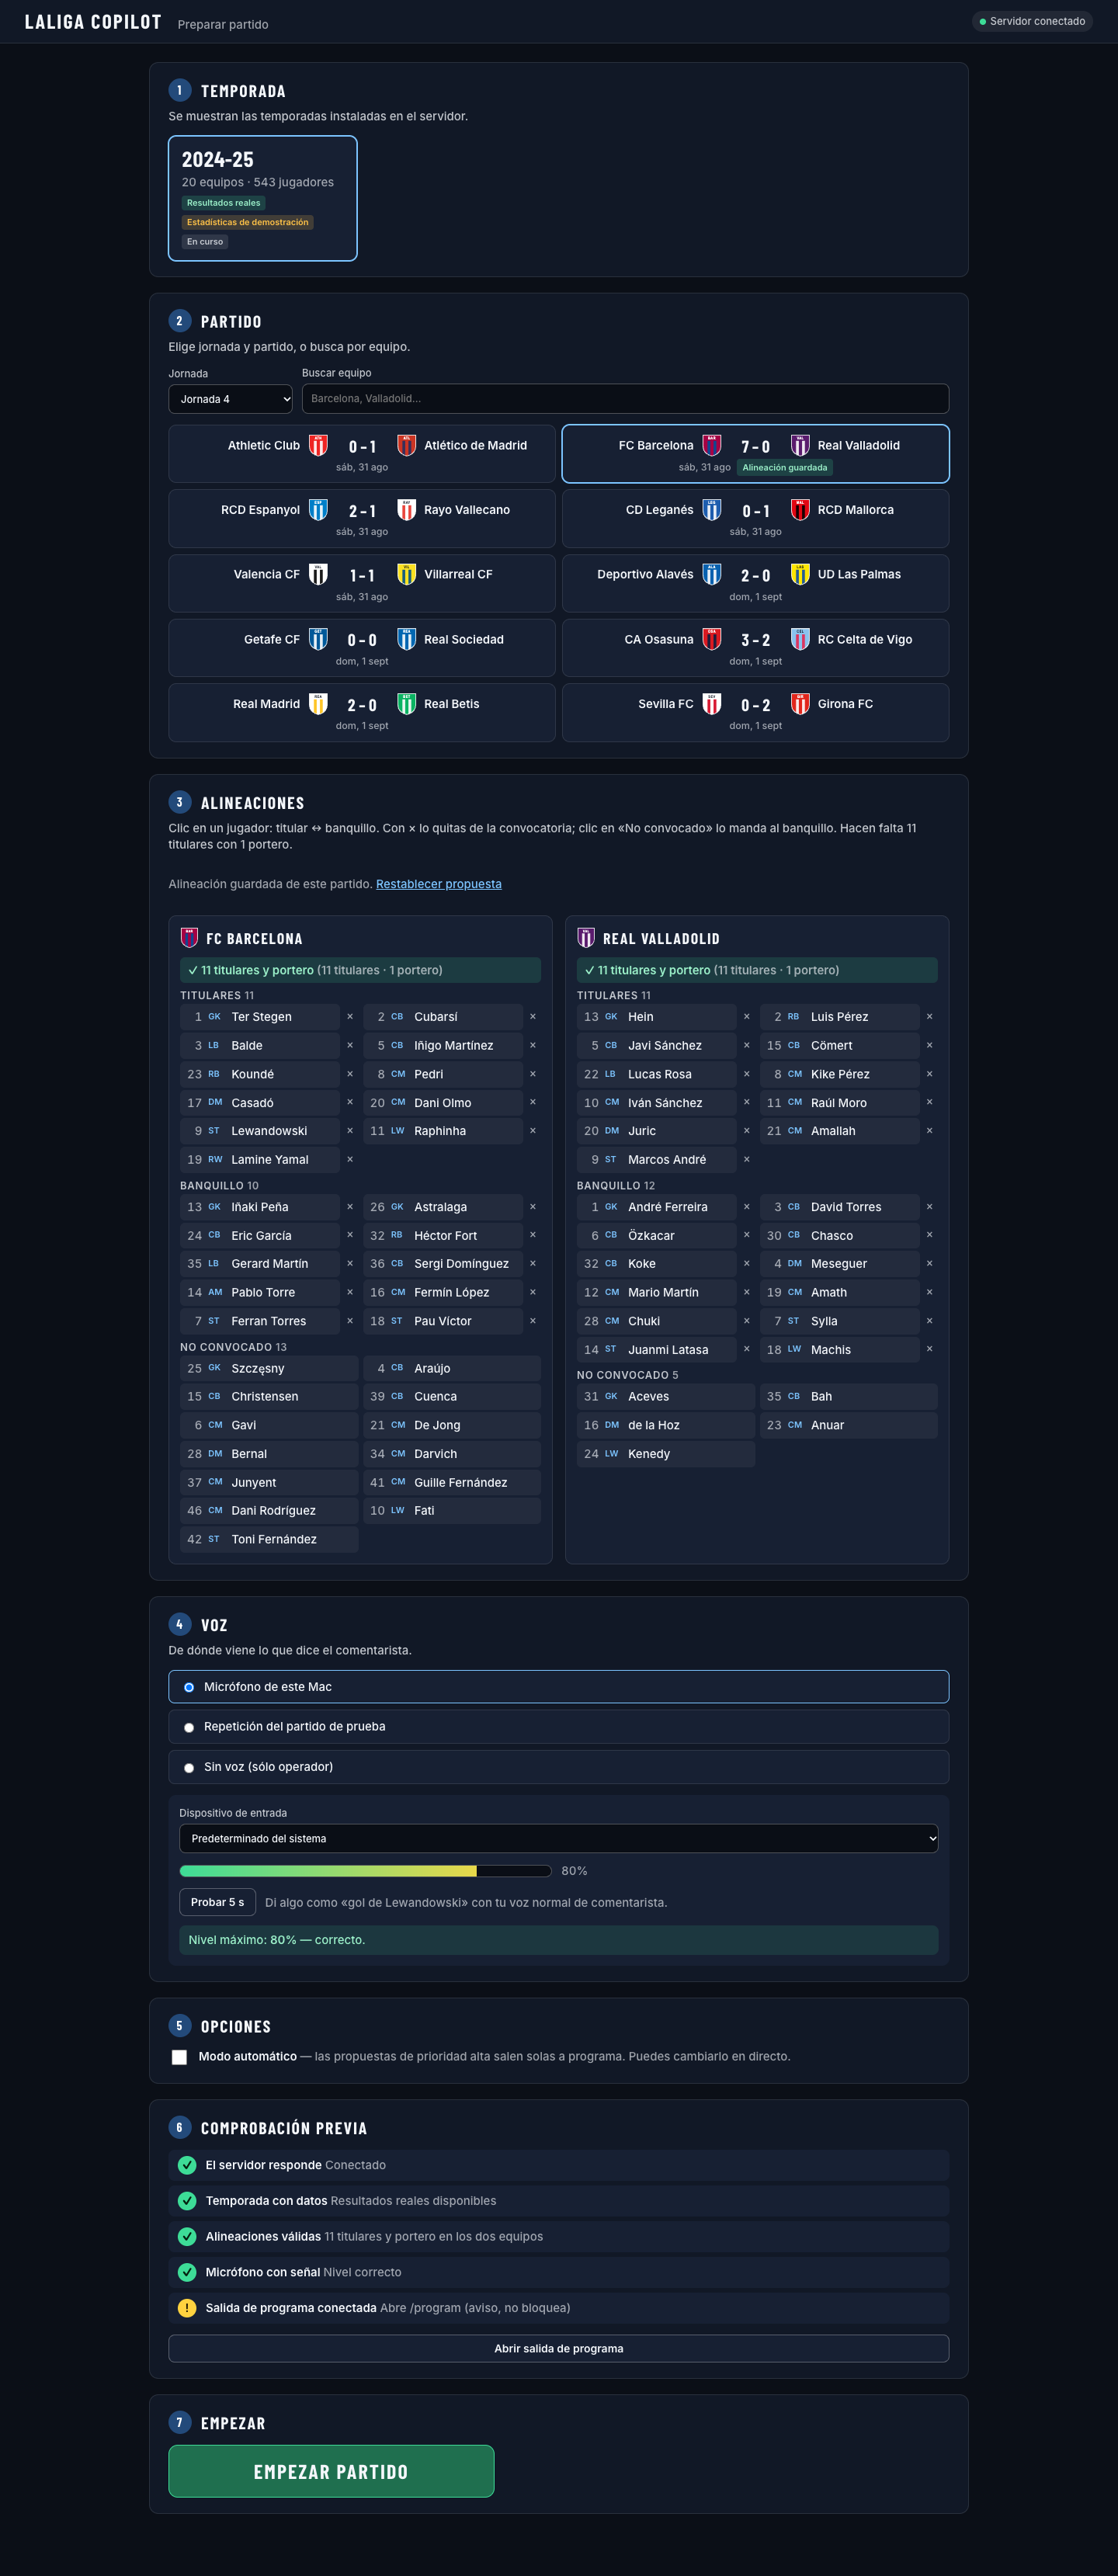 LALIGA COPILOT Preparar partido Servidor conectado
1 TEMPORADA
Se muestran las temporadas instaladas en el servidor.
2024-25
20 equipos · 543 jugadores
Resultados reales
Estadísticas de demostración
En curso
2 PARTIDO
Elige jornada y partido, o busca por equipo.
Jornada Buscar equipo
Jornada 4 Barcelona, Valladolid...
Athletic Club 0 – 1 Atlético de Madrid
sáb, 31 ago
FC Barcelona 7 – 0 Real Valladolid
sáb, 31 ago Alineación guardada
RCD Espanyol 2 – 1 Rayo Vallecano
sáb, 31 ago
CD Leganés 0 – 1 RCD Mallorca
sáb, 31 ago
Valencia CF 1 – 1 Villarreal CF
sáb, 31 ago
Deportivo Alavés 2 – 0 UD Las Palmas
dom, 1 sept
Getafe CF 0 – 0 Real Sociedad
dom, 1 sept
CA Osasuna 3 – 2 RC Celta de Vigo
dom, 1 sept
Real Madrid 2 – 0 Real Betis
dom, 1 sept
Sevilla FC 0 – 2 Girona FC
dom, 1 sept
3 ALINEACIONES
Clic en un jugador: titular ↔ banquillo. Con × lo quitas de la convocatoria; clic en «No convocado» lo manda al banquillo. Hacen falta 11
titulares con 1 portero.
Alineación guardada de este partido. Restablecer propuesta
FC BARCELONA
✓ 11 titulares y portero (11 titulares · 1 portero)
TITULARES 11
1 GK Ter Stegen × 2 CB Cubarsí ×
3 LB Balde × 5 CB Iñigo Martínez ×
23 RB Koundé × 8 CM Pedri ×
17 DM Casadó × 20 CM Dani Olmo ×
9 ST Lewandowski × 11 LW Raphinha ×
19 RW Lamine Yamal ×
BANQUILLO 10
13 GK Iñaki Peña × 26 GK Astralaga ×
24 CB Eric García × 32 RB Héctor Fort ×
35 LB Gerard Martín × 36 CB Sergi Domínguez ×
14 AM Pablo Torre × 16 CM Fermín López ×
7 ST Ferran Torres × 18 ST Pau Víctor ×
NO CONVOCADO 13
25 GK Szczęsny 4 CB Araújo
15 CB Christensen 39 CB Cuenca
6 CM Gavi 21 CM De Jong
28 DM Bernal 34 CM Darvich
37 CM Junyent 41 CM Guille Fernández
46 CM Dani Rodríguez 10 LW Fati
42 ST Toni Fernández
REAL VALLADOLID
✓ 11 titulares y portero (11 titulares · 1 portero)
TITULARES 11
13 GK Hein × 2 RB Luis Pérez ×
5 CB Javi Sánchez × 15 CB Cömert ×
22 LB Lucas Rosa × 8 CM Kike Pérez ×
10 CM Iván Sánchez × 11 CM Raúl Moro ×
20 DM Juric × 21 CM Amallah ×
9 ST Marcos André ×
BANQUILLO 12
1 GK André Ferreira × 3 CB David Torres ×
6 CB Özkacar × 30 CB Chasco ×
32 CB Koke × 4 DM Meseguer ×
12 CM Mario Martín × 19 CM Amath ×
28 CM Chuki × 7 ST Sylla ×
14 ST Juanmi Latasa × 18 LW Machis ×
NO CONVOCADO 5
31 GK Aceves 35 CB Bah
16 DM de la Hoz 23 CM Anuar
24 LW Kenedy
4 VOZ
De dónde viene lo que dice el comentarista.
Micrófono de este Mac
Repetición del partido de prueba
Sin voz (sólo operador)
Dispositivo de entrada
Predeterminado del sistema
80%
Probar 5 s Di algo como «gol de Lewandowski» con tu voz normal de comentarista.
Nivel máximo: 80% — correcto.
5 OPCIONES
Modo automático — las propuestas de prioridad alta salen solas a programa. Puedes cambiarlo en directo.
6 COMPROBACIÓN PREVIA
✓ El servidor responde Conectado
✓ Temporada con datos Resultados reales disponibles
✓ Alineaciones válidas 11 titulares y portero en los dos equipos
✓ Micrófono con señal Nivel correcto
! Salida de programa conectada Abre /program (aviso, no bloquea)
Abrir salida de programa
7 EMPEZAR
EMPEZAR PARTIDO